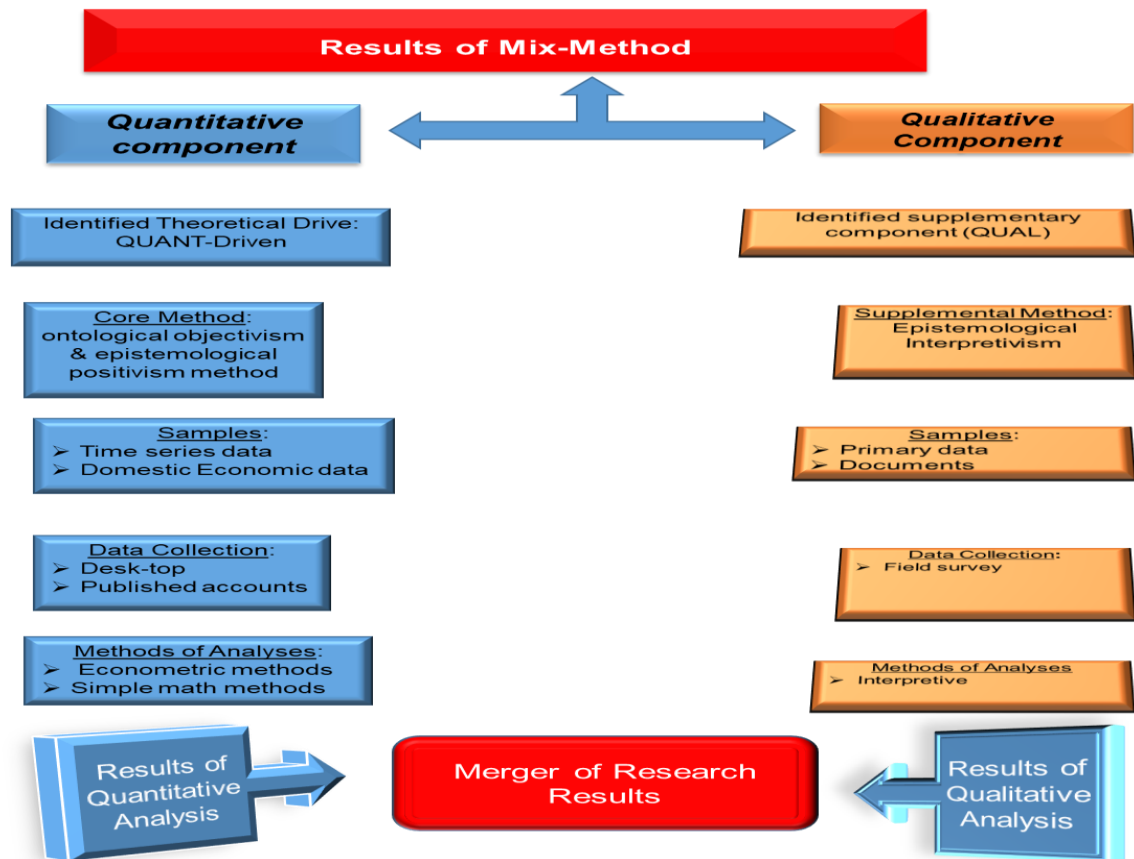 Results of Mix-Method
Quantitative
component
Qualitative
Component
Identified Theoretical Drive:
QUANT-Driven
Identified supplementary
component (QUAL)
Core Method:
ontological objectivism
& epistemological
positivism method
Supplemental Method:
Epistemological
Interpretivism
Samples:
➢ Time series data
➢ Domestic Economic data
Samples:
➢ Primary data
➢ Documents
Data Collection:
➢ Desk-top
➢ Published accounts
Data Collection:
➢ Field survey
Methods of Analyses:
➢ Econometric methods
➢ Simple math methods
Methods of Analyses
➢ Interpretive
Results of
Quantitative
Analysis
Merger of Research
Results
Results of
Qualitative
Analysis